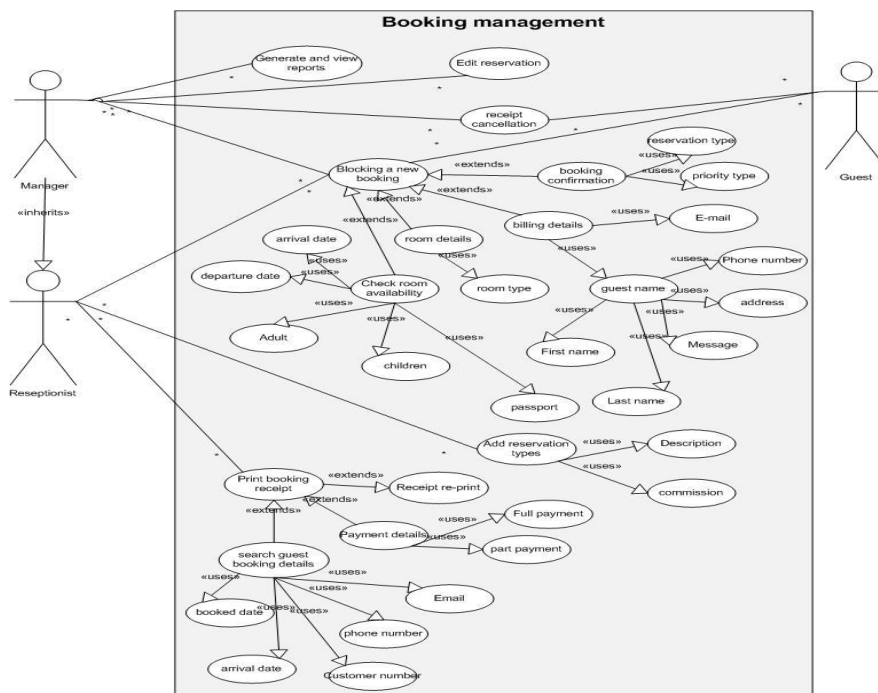 Booking management
Generate and view
reports
Edit reservation
*
*
*
*
receipt
cancellation
*
*
*
*
*
*
*
reservation type
«uses»
Manager
Guest
Blocking a new
booking
«extends»
booking
confirmation
«uses»
priority type
*
*
«extends»
«inherits»
«extends»
«extends»
billing details
«uses»
E-mail
arrival date
room details
«uses»
«uses»
«uses»
Phone number
departure date
«uses»
Check room
availability
room type
guest name
«uses»
address
*
*
*
*
«uses»
«uses»
«uses»
«uses»
Adult
«uses»
First name
Message
children
«uses»
Reseptionist
passport
Last name
*
Add reservation
types
«uses»
Description
*
«uses»
Print booking
receipt
«extends»
Receipt re-print
commission
«extends»
«extends»
Full payment
«uses»
Payment details
«uses»
part payment
search guest
booking details
«uses»
«uses»
«uses»
Email
booked date
«uses»
«uses»
phone number
arrival date
Customer number